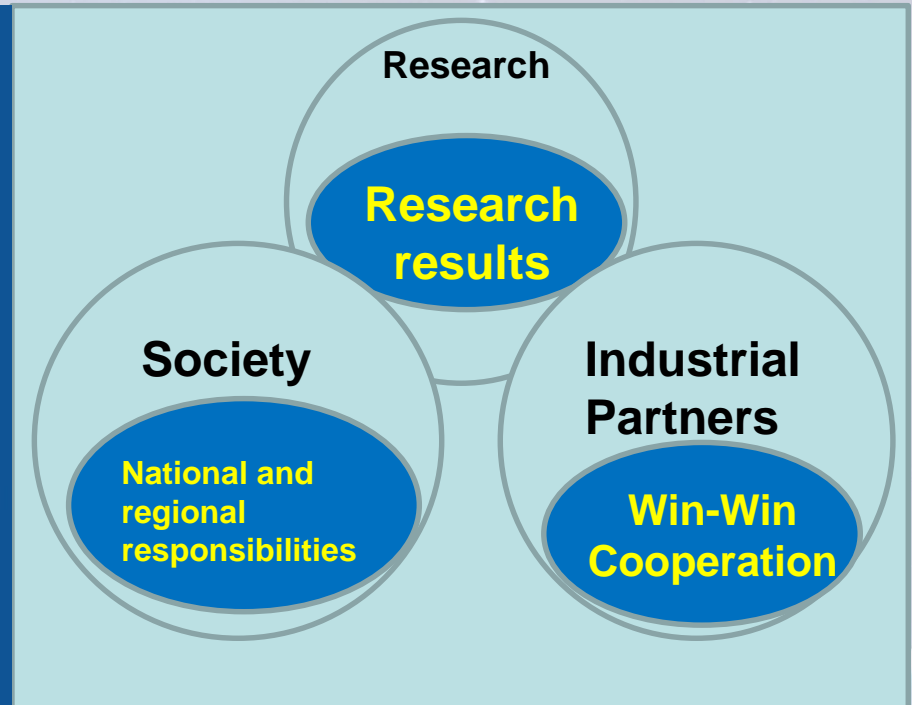 Research
Research
results
Society
National and
regional
responsibilities
Industrial
Partners
Win-Win
Cooperation